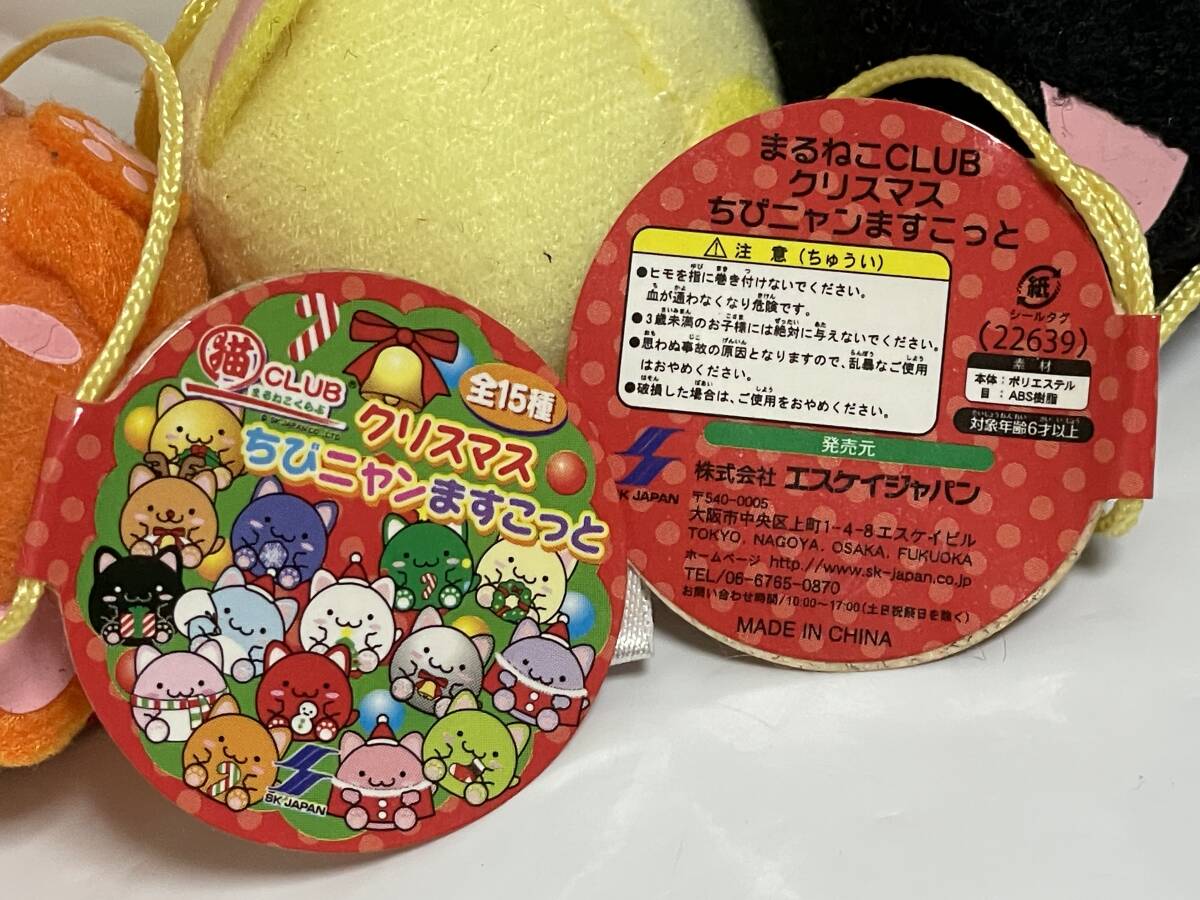 猫CLUB®
まるねこくらぶ
© SK JAPAN CO.,LTD.
全15種
クリスマス
ちびニャンますこっと
SK JAPAN
まるねこCLUB
クリスマス
ちびニャンますこっと
注 意 (ちゅうい)
●ヒモを指に巻き付けないでください。
血が通わなくなり危険です。
●3歳未満のお子様には絶対に与えないでください。
●思わぬ事故の原因となりますので、乱暴なご使用
はおやめください。
●破損した場合は、ご使用をおやめください。
紙
シールタグ
(22639)
素 材
本体：ポリエステル
目：ABS樹脂
対象年齢6才以上
発売元
SK JAPAN
株式会社 エスケイジャパン
〒540-0005
大阪市中央区上町1-4-8エスケイビル
TOKYO, NAGOYA, OSAKA, FUKUOKA
ホームページ http://www.sk-japan.co.jp
TEL/06-6765-0870
お問い合わせ時間/10:00～17:00(土日祝祭日を除く)
MADE IN CHINA